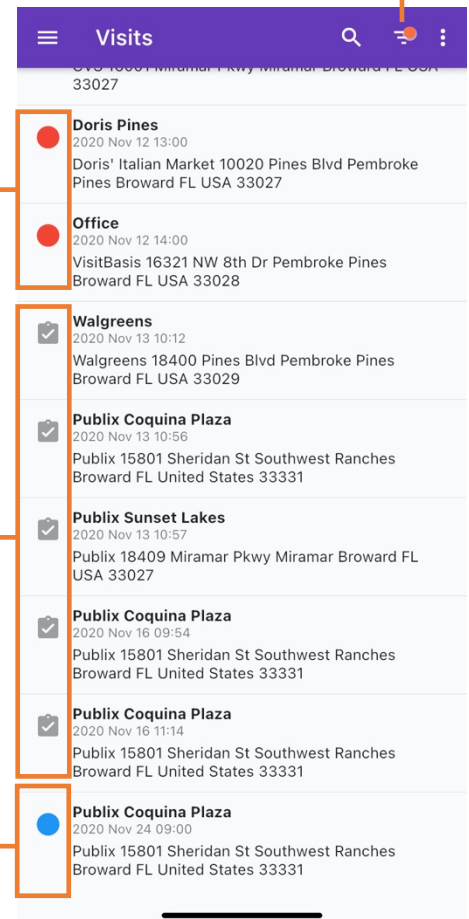 Visits
33027
Doris Pines
2020 Nov 12 13:00
Doris' Italian Market 10020 Pines Blvd Pembroke
Pines Broward FL USA 33027
Office
2020 Nov 12 14:00
VisitBasis 16321 NW 8th Dr Pembroke Pines
Broward FL USA 33028
Walgreens
2020 Nov 13 10:12
Walgreens 18400 Pines Blvd Pembroke Pines
Broward FL USA 33029
Publix Coquina Plaza
2020 Nov 13 10:56
Publix 15801 Sheridan St Southwest Ranches
Broward FL United States 33331
Publix Sunset Lakes
2020 Nov 13 10:57
Publix 18409 Miramar Pkwy Miramar Broward FL
USA 33027
Publix Coquina Plaza
2020 Nov 16 09:54
Publix 15801 Sheridan St Southwest Ranches
Broward FL United States 33331
Publix Coquina Plaza
2020 Nov 16 11:14
Publix 15801 Sheridan St Southwest Ranches
Broward FL United States 33331
Publix Coquina Plaza
2020 Nov 24 09:00
Publix 15801 Sheridan St Southwest Ranches
Broward FL United States 33331